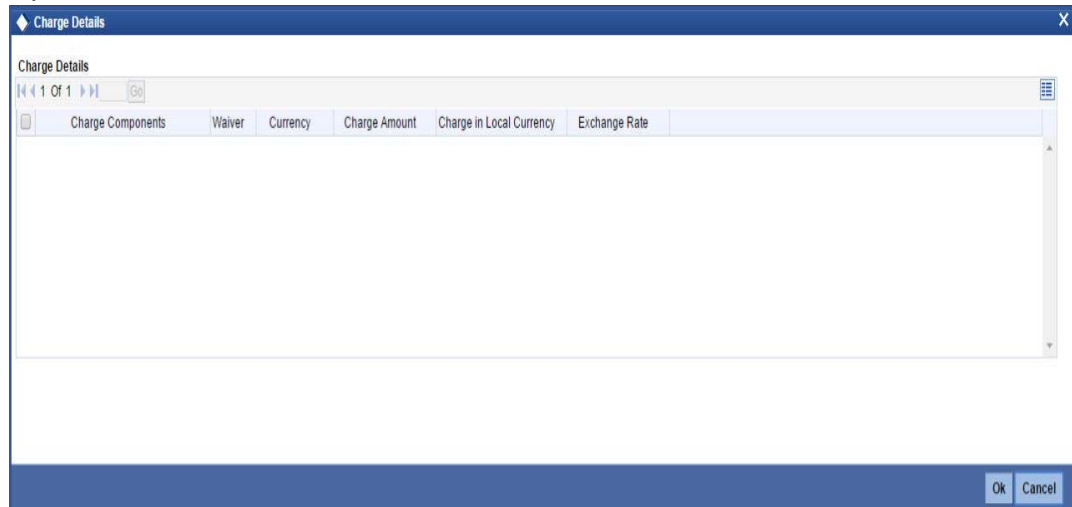 Charge Details X
Charge Details
1 Of 1 Go
Charge Components Waiver Currency Charge Amount Charge in Local Currency Exchange Rate
Ok Cancel